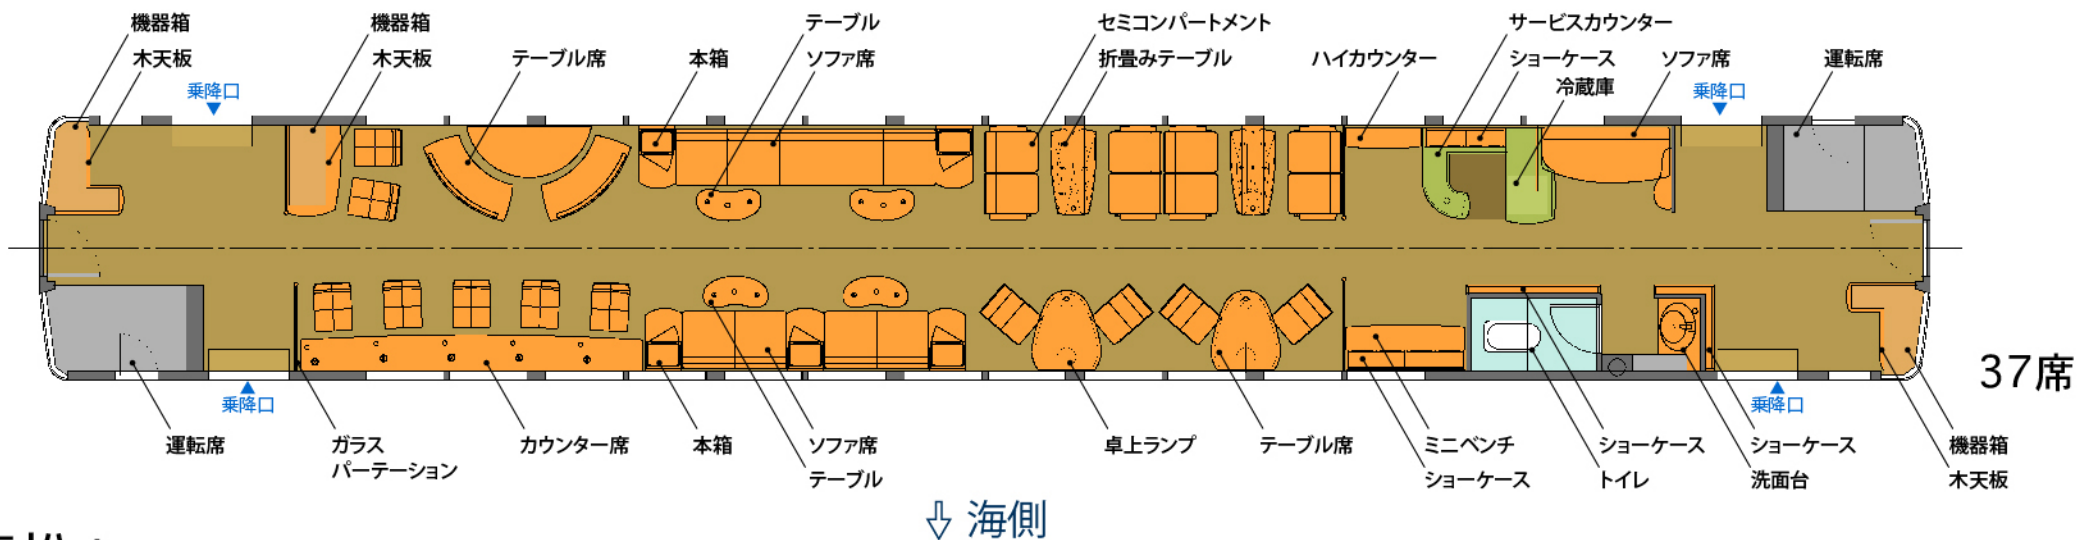 機器箱
機器箱
テーブル
セミコンパートメント
サービスカウンター
木天板
木天板
テーブル席
本箱
ソファ席
折畳みテーブル
ハイカウンター
ショーケース
ソファ席
運転席
冷蔵庫
乗降口
乗降口
37席
乗降口
乗降口
運転席
ガラス
パーテーション
カウンター席
本箱
ソファ席
卓上ランプ
テーブル席
ミニベンチ
ショーケース
ショーケース
機器箱
テーブル
ショーケース
トイレ
洗面台
木天板
海側